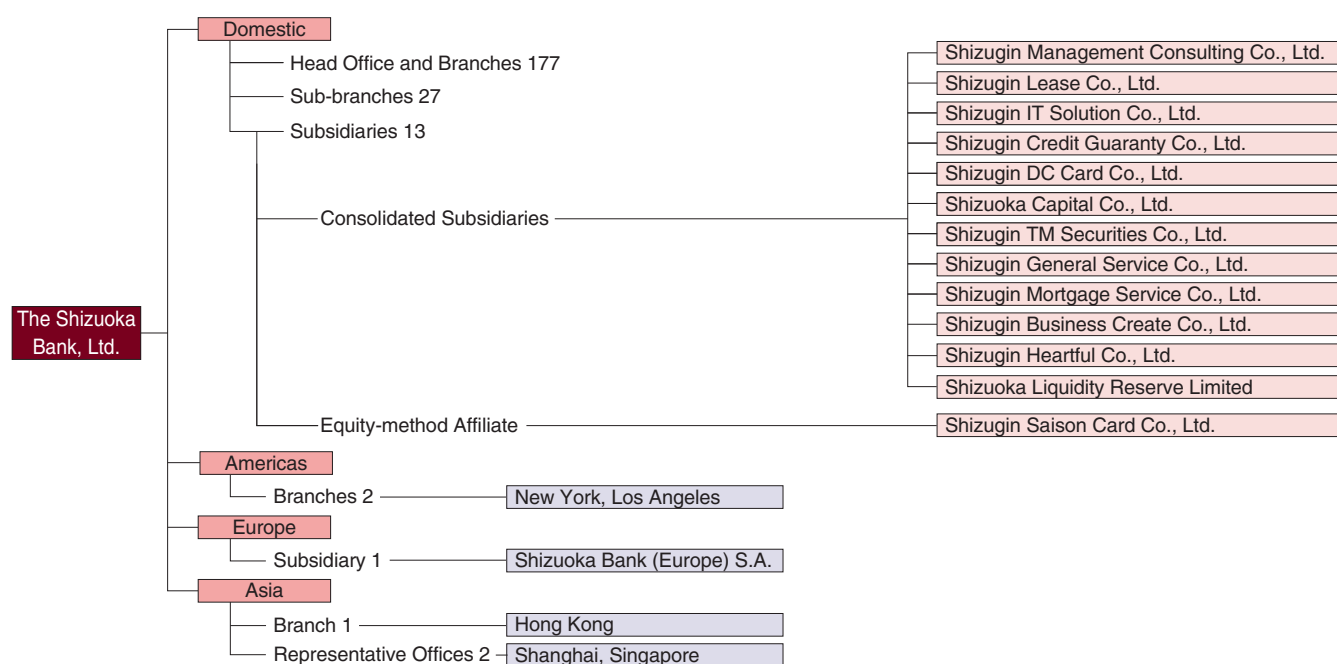 Domestic
Head Office and Branches 177
Sub-branches 27
Subsidiaries 13
Consolidated Subsidiaries
Shizugin Management Consulting Co., Ltd.
Shizugin Lease Co., Ltd.
Shizugin IT Solution Co., Ltd.
Shizugin Credit Guaranty Co., Ltd.
Shizugin DC Card Co., Ltd.
Shizuoka Capital Co., Ltd.
Shizugin TM Securities Co., Ltd.
Shizugin General Service Co., Ltd.
Shizugin Mortgage Service Co., Ltd.
Shizugin Business Create Co., Ltd.
Shizugin Heartful Co., Ltd.
Shizuoka Liquidity Reserve Limited
The Shizuoka
Bank, Ltd.
Equity-method Affiliate
Shizugin Saison Card Co., Ltd.
Americas
Branches 2
New York, Los Angeles
Europe
Subsidiary 1
Shizuoka Bank (Europe) S.A.
Asia
Branch 1
Hong Kong
Representative Offices 2
Shanghai, Singapore